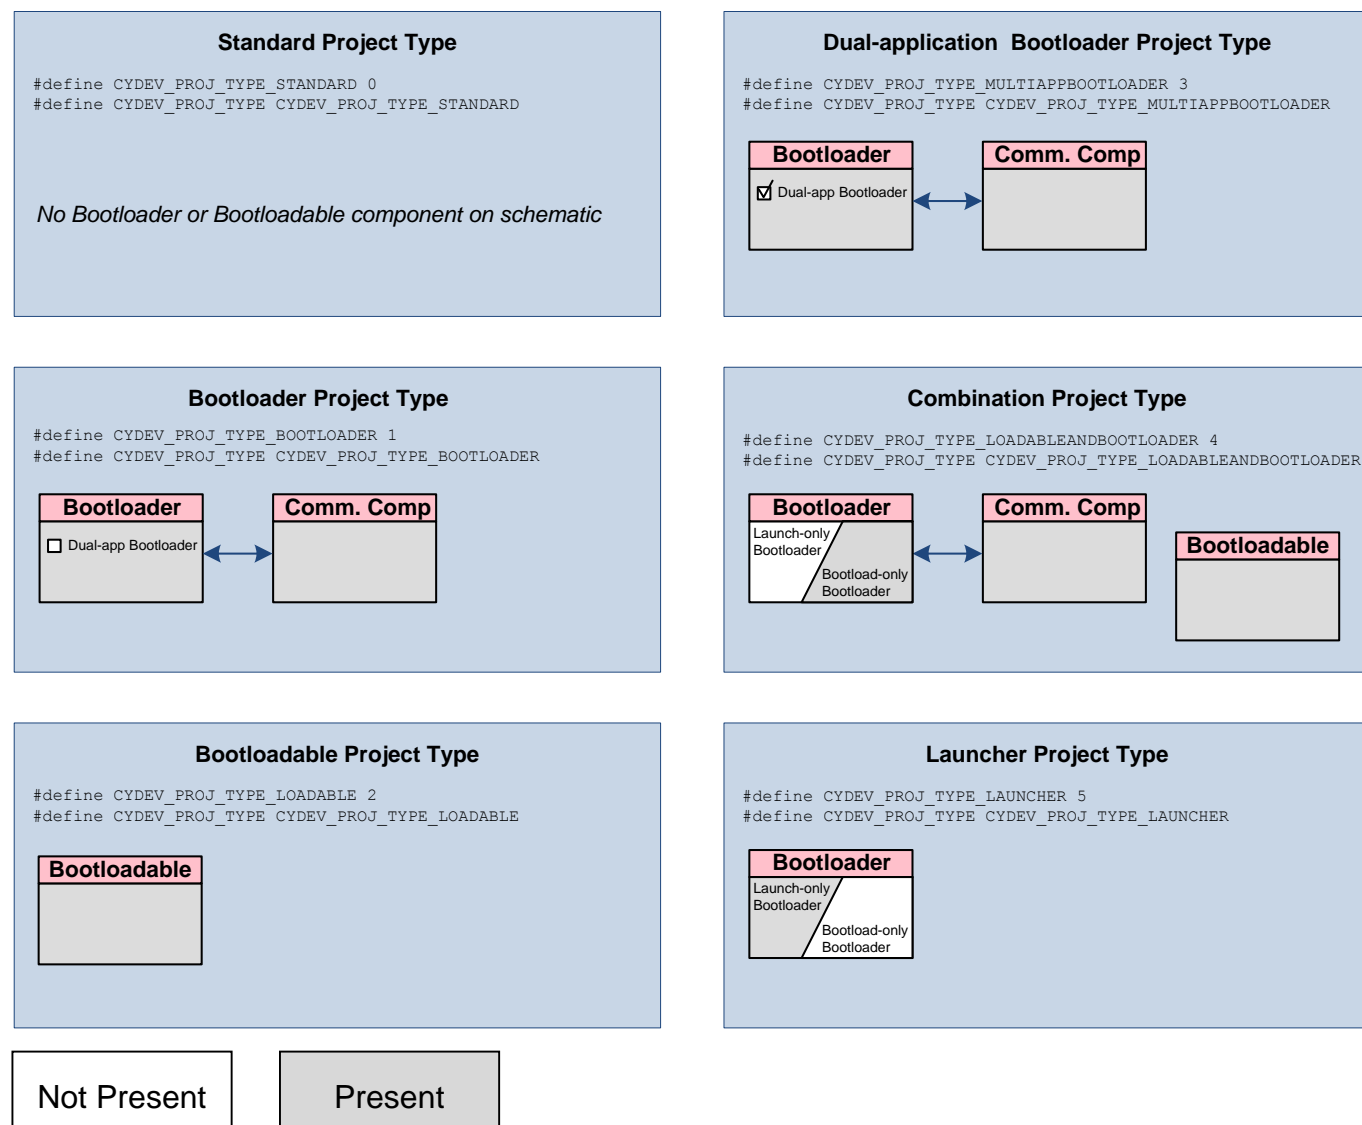 Standard Project Type
#define CYDEV_PROJ_TYPE_STANDARD 0
#define CYDEV_PROJ_TYPE CYDEV_PROJ_TYPE_STANDARD
No Bootloader or Bootloadable component on schematic
Dual-application Bootloader Project Type
#define CYDEV_PROJ_TYPE_MULTIAPPBOOTLOADER 3
#define CYDEV_PROJ_TYPE CYDEV_PROJ_TYPE_MULTIAPPBOOTLOADER
Bootloader
Dual-app Bootloader
Comm. Comp
Bootloader Project Type
#define CYDEV_PROJ_TYPE_BOOTLOADER 1
#define CYDEV_PROJ_TYPE CYDEV_PROJ_TYPE_BOOTLOADER
Bootloader
Dual-app Bootloader
Comm. Comp
Combination Project Type
#define CYDEV_PROJ_TYPE_LOADABLEANDBOOTLOADER 4
#define CYDEV_PROJ_TYPE CYDEV_PROJ_TYPE_LOADABLEANDBOOTLOADER
Bootloader
Launch-only
Bootloader
Bootload-only
Bootloader
Comm. Comp
Bootloadable
Bootloadable Project Type
#define CYDEV_PROJ_TYPE_LOADABLE 2
#define CYDEV_PROJ_TYPE CYDEV_PROJ_TYPE_LOADABLE
Bootloadable
Launcher Project Type
#define CYDEV_PROJ_TYPE_LAUNCHER 5
#define CYDEV_PROJ_TYPE CYDEV_PROJ_TYPE_LAUNCHER
Bootloader
Launch-only
Bootloader
Bootload-only
Bootloader
Not Present
Present